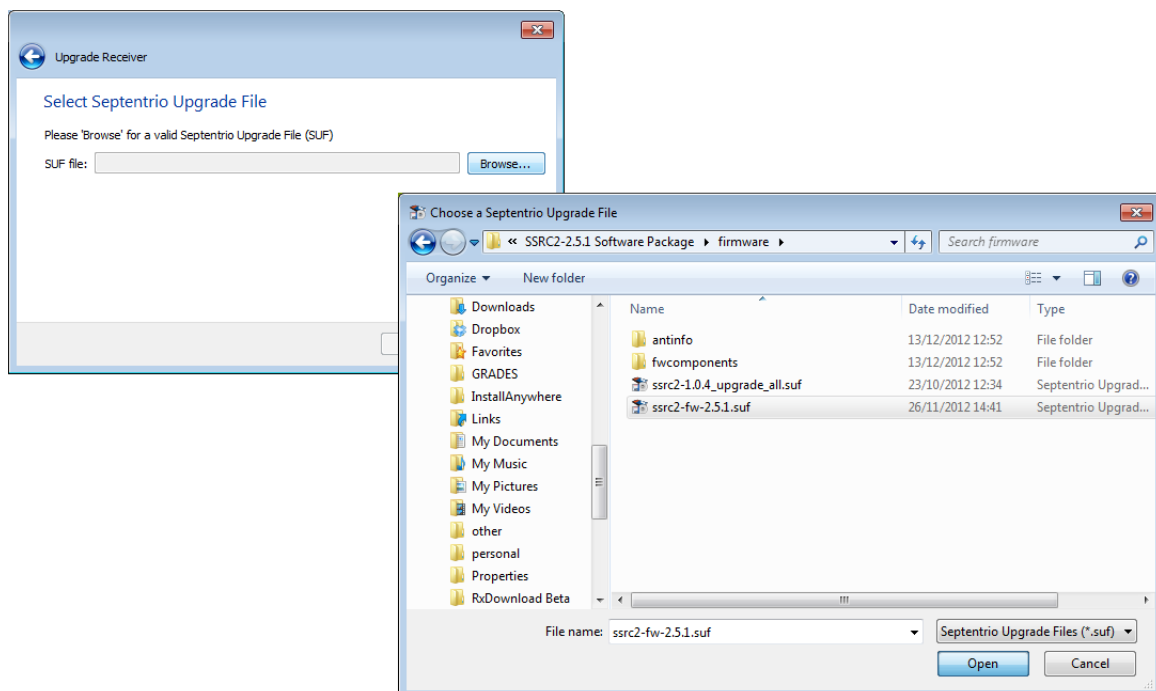 Upgrade Receiver
Select Septentrio Upgrade File
Please 'Browse' for a valid Septentrio Upgrade File (SUF)
SUF file:
Browse...
Choose a Septentrio Upgrade File
« SSRC2-2.5.1 Software Package firmware
Search firmware
Organize New folder
Downloads
Dropbox
Favorites
GRADES
InstallAnywhere
Links
My Documents
My Music
My Pictures
My Videos
other
personal
Properties
RxDownload Beta
Name Date modified Type
antinfo 13/12/2012 12:52 File folder
fwcomponents 13/12/2012 12:52 File folder
ssrc2-1.0.4_upgrade_all.suf 23/10/2012 12:34 Septentrio Upgrad...
ssrc2-fw-2.5.1.suf 26/11/2012 14:41 Septentrio Upgrad...
File name: ssrc2-fw-2.5.1.suf Septentrio Upgrade Files (*.suf)
Open Cancel